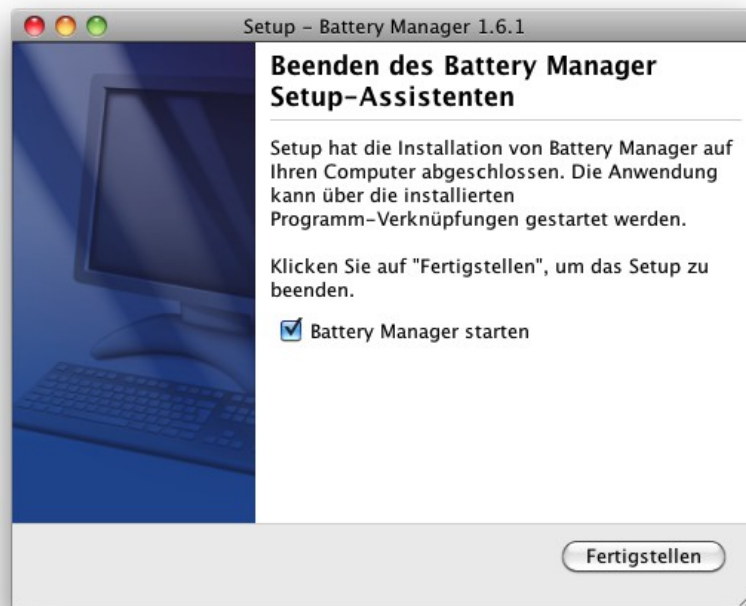 Setup – Battery Manager 1.6.1
Beenden des Battery Manager
Setup-Assistenten
Setup hat die Installation von Battery Manager auf
Ihren Computer abgeschlossen. Die Anwendung
kann über die installierten
Programm-Verknüpfungen gestartet werden.
Klicken Sie auf "Fertigstellen", um das Setup zu
beenden.
Battery Manager starten
Fertigstellen